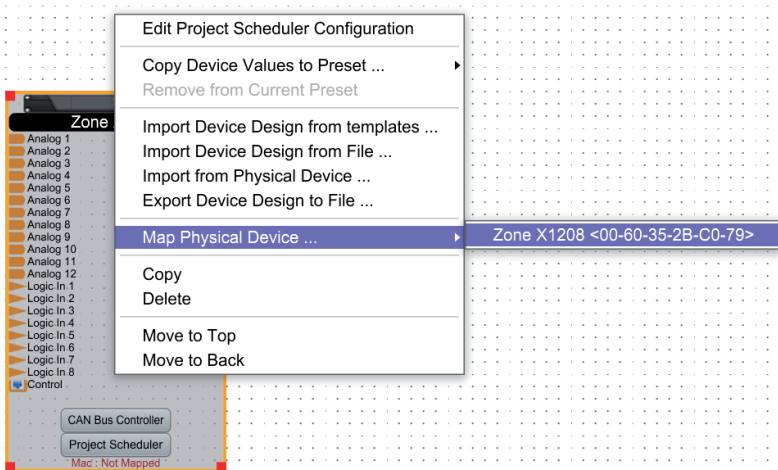 Edit Project Scheduler Configuration
Copy Device Values to Preset ...
Remove from Current Preset
Import Device Design from templates ...
Import Device Design from File ...
Import from Physical Device ...
Export Device Design to File ...
Map Physical Device ...
Zone X1208 <00-60-35-2B-C0-79>
Copy
Delete
Move to Top
Move to Back
Zone
Analog 1
Analog 2
Analog 3
Analog 4
Analog 5
Analog 6
Analog 7
Analog 8
Analog 9
Analog 10
Analog 11
Analog 12
Logic In 1
Logic In 2
Logic In 3
Logic In 4
Logic In 5
Logic In 6
Logic In 7
Logic In 8
Control
CAN Bus Controller
Project Scheduler
Mac : Not Mapped